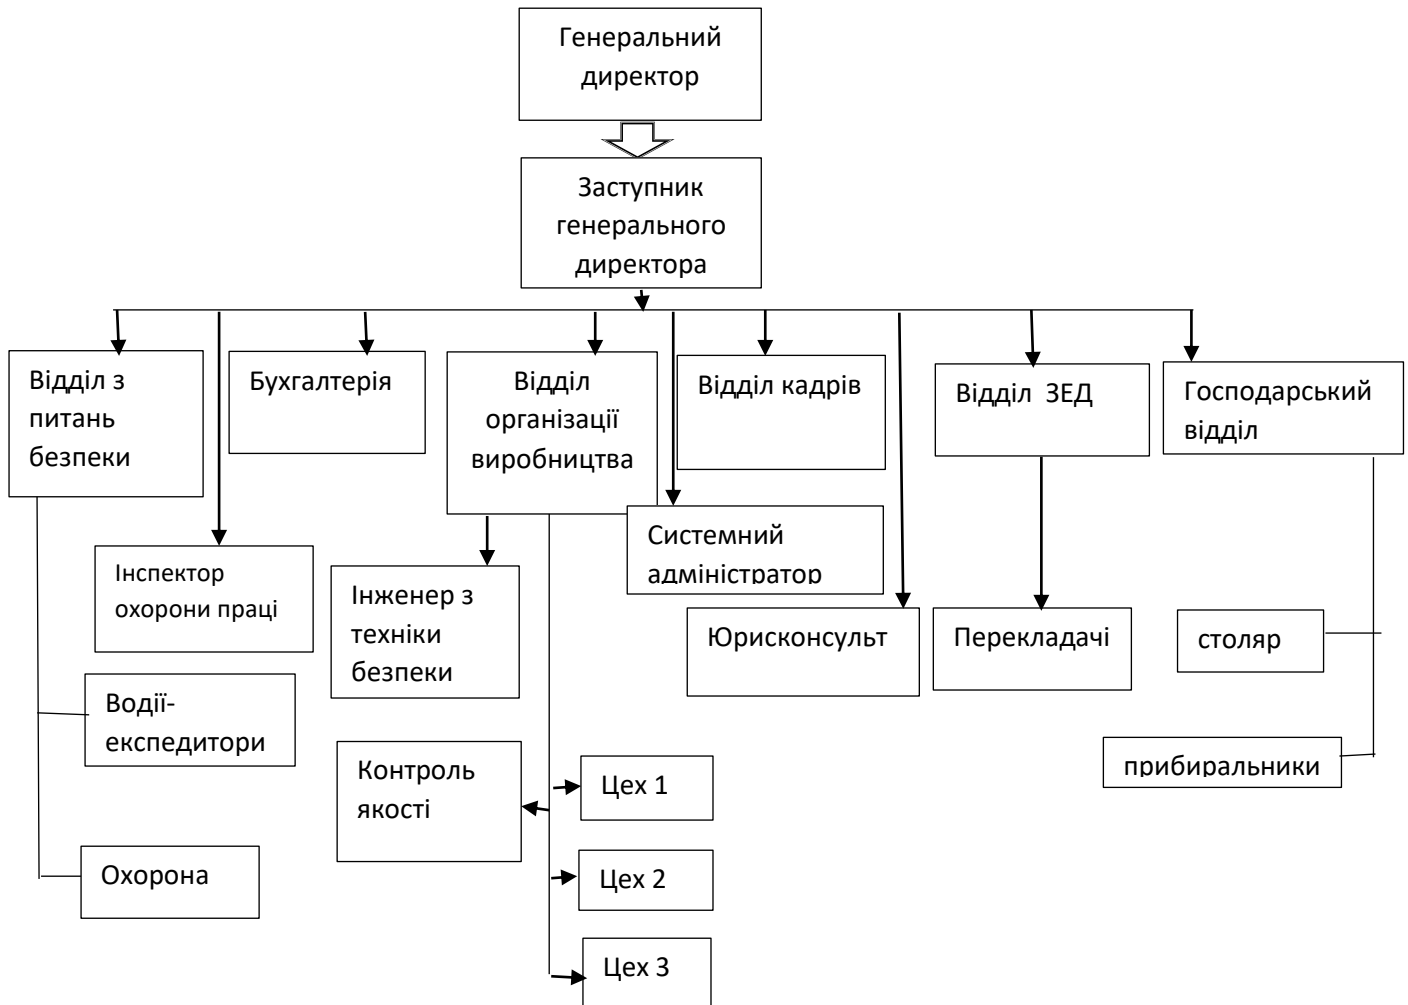 Генеральний
директор
Заступник
генерального
директора
Відділ з
питань
безпеки
Бухгалтерія
Відділ
організації
виробництва
Відділ кадрів
Відділ ЗЕД
Господарський
відділ
Інспектор
охорони праці
Інженер з
техніки
безпеки
Системний
адміністратор
Юрисконсульт
Перекладачі
столяр
Водії-
експедитори
Контроль
якості
Цех 1
прибиральники
Охорона
Цех 2
Цех 3